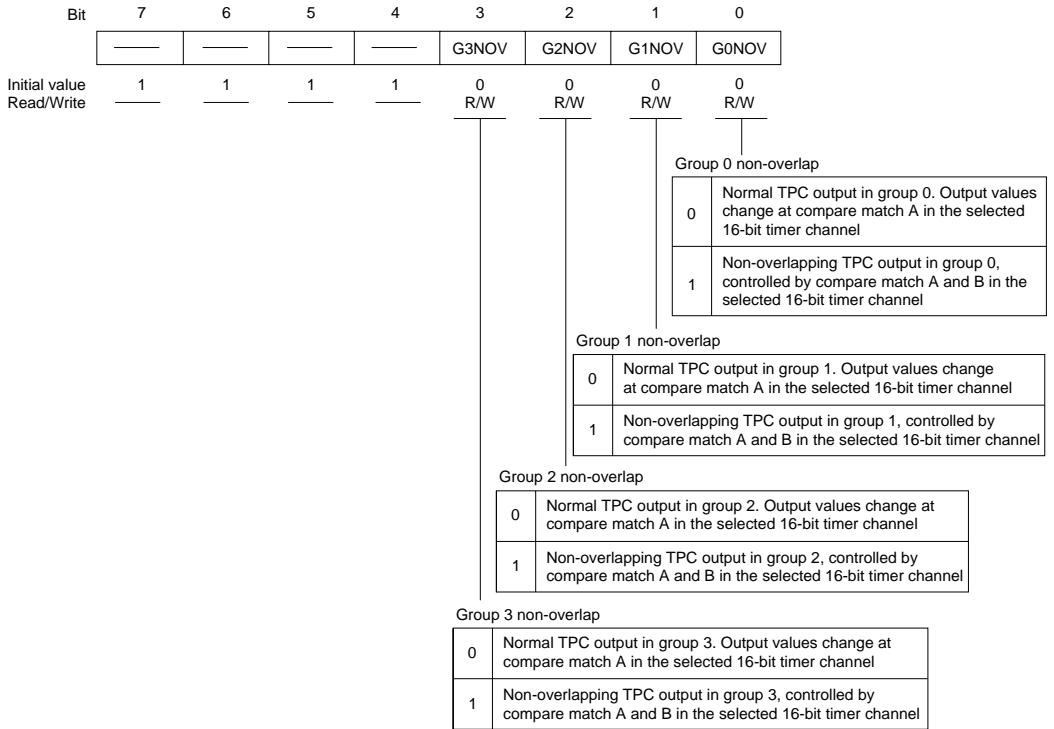 Bit 7 6 5 4 3 2 1 0
—— —— —— —— G3NOV G2NOV G1NOV G0NOV
Initial value 1 1 1 1 0 0 0 0
Read/Write —— —— —— —— R/W R/W R/W R/W
Group 0 non-overlap
0 Normal TPC output in group 0. Output values
change at compare match A in the selected
16-bit timer channel
1 Non-overlapping TPC output in group 0,
controlled by compare match A and B in the
selected 16-bit timer channel
Group 1 non-overlap
0 Normal TPC output in group 1. Output values change
at compare match A in the selected 16-bit timer channel
1 Non-overlapping TPC output in group 1, controlled by
compare match A and B in the selected 16-bit timer channel
Group 2 non-overlap
0 Normal TPC output in group 2. Output values change at
compare match A in the selected 16-bit timer channel
1 Non-overlapping TPC output in group 2, controlled by
compare match A and B in the selected 16-bit timer channel
Group 3 non-overlap
0 Normal TPC output in group 3. Output values change at
compare match A in the selected 16-bit timer channel
1 Non-overlapping TPC output in group 3, controlled by
compare match A and B in the selected 16-bit timer channel